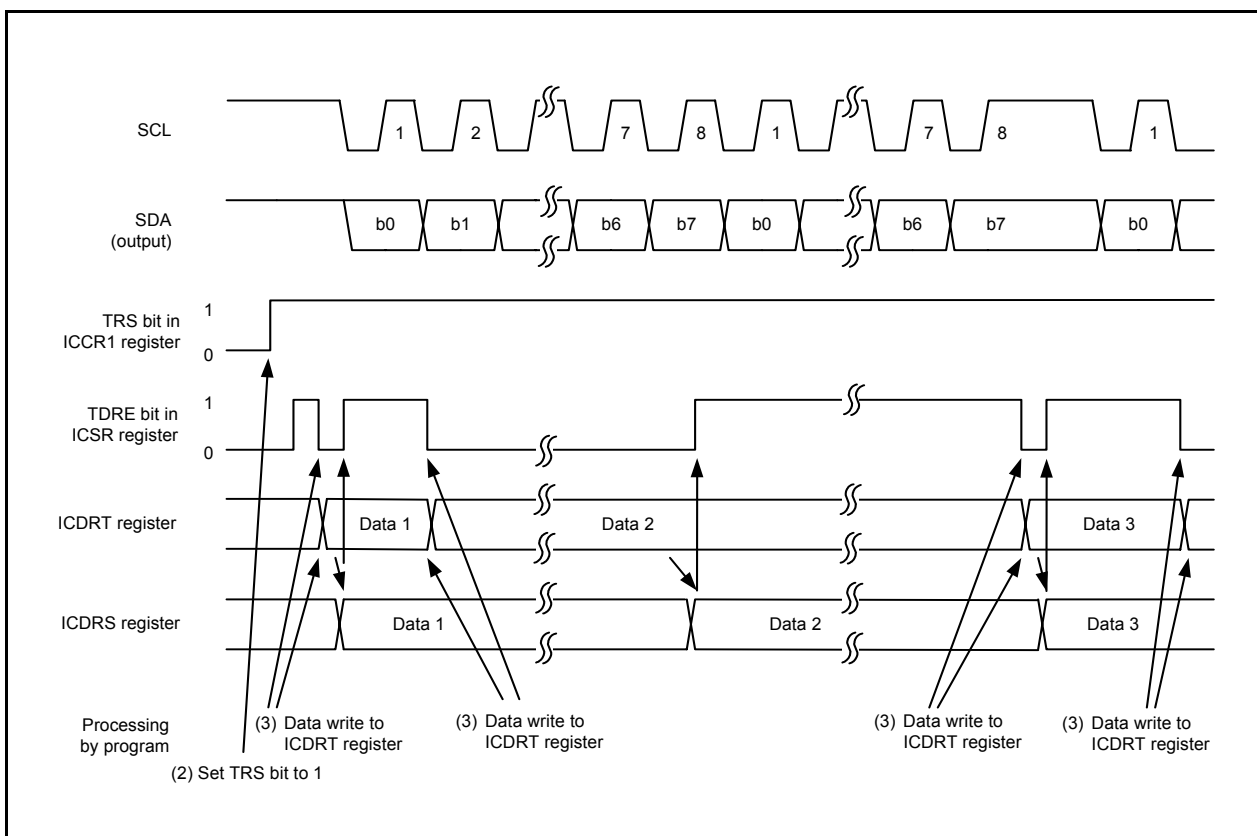 SCL
1 2 7 8 1 7 8 1
SDA
(output)
b0 b1 b6 b7 b0 b6 b7 b0
TRS bit in
ICCR1 register
1
0
TDRE bit in
ICSR register
1
0
ICDRT register
Data 1 Data 2 Data 3
ICDRS register
Data 1 Data 2 Data 3
Processing
by program
(3) Data write to
ICDRT register
(3) Data write to
ICDRT register
(3) Data write to
ICDRT register
(3) Data write to
ICDRT register
(2) Set TRS bit to 1